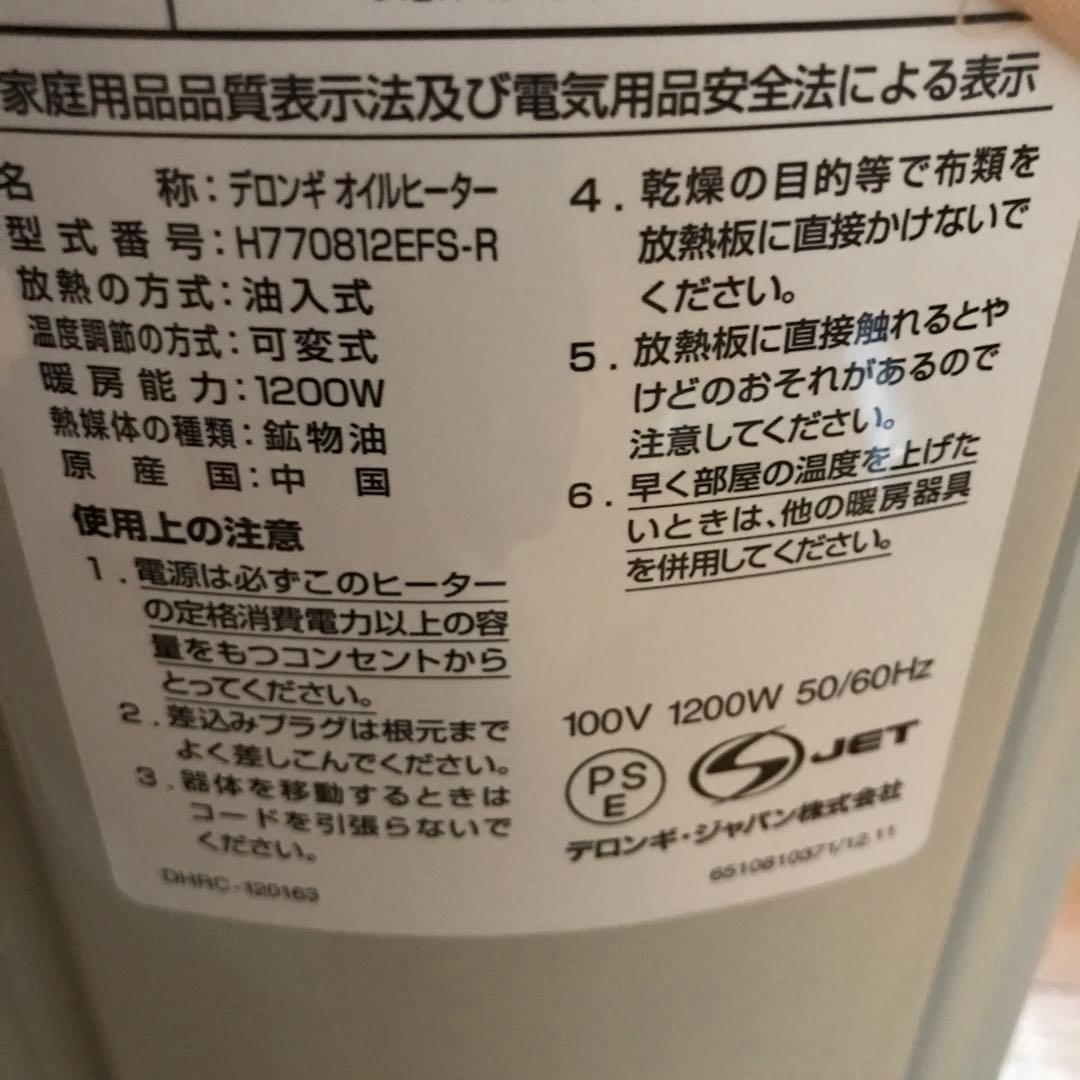 家庭用品品質表示法及び電気用品安全法による表示
名 称：デロンギ オイルヒーター
型式番号：H770812EFS-R
放熱の方式：油入式
温度調節の方式：可変式
暖房能力：1200W
熱媒体の種類：鉱物油
原産国：中国
使用上の注意
1．電源は必ずこのヒーター
の定格消費電力以上の容
量をもつコンセントから
とってください。
2．差込みプラグは根元まで
よく差しこんでください。
3．器体を移動するときは
コードを引張らないで
ください。
DHRC-120163
4．乾燥の目的等で布類を
放熱板に直接かけないで
ください。
5．放熱板に直接触れるとや
けどのおそれがあるので
注意してください。
6．早く部屋の温度を上げた
いときは、他の暖房器具
を併用してください。
100V 1200W 50/60Hz
PSE
JET
デロンギ・ジャパン株式会社
6510810371/12.11